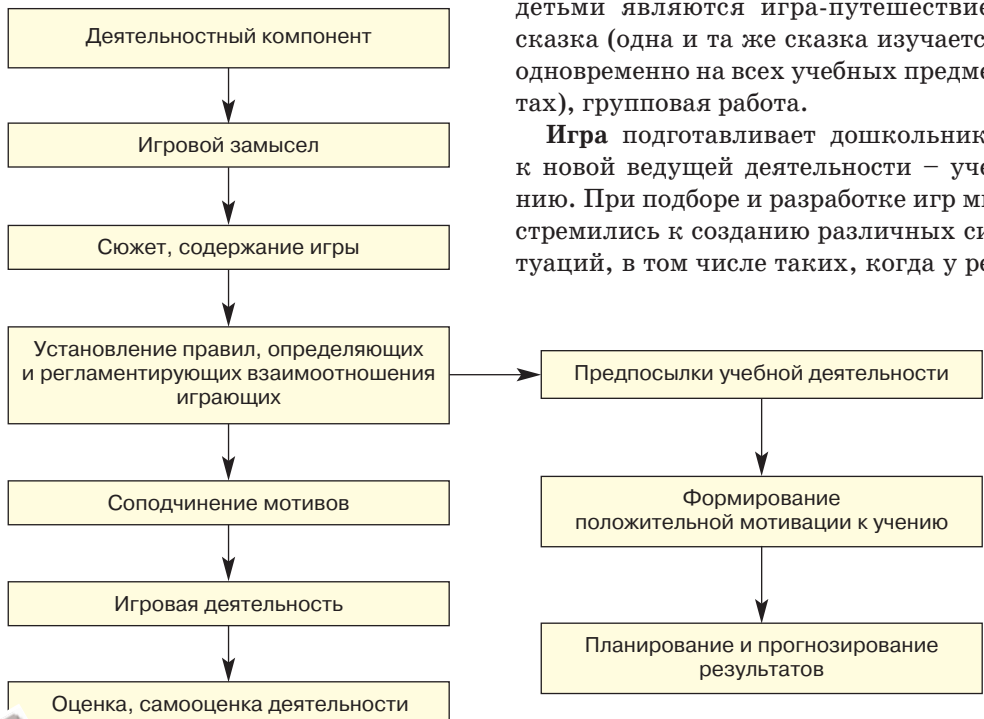 Деятельностный компонент
Игровой замысел
Сюжет, содержание игры
Установление правил, определяющих
и регламентирующих взаимоотношения
играющих
Соподчинение мотивов
Игровая деятельность
Оценка, самооценка деятельности
детьми являются игра-путешествие
сказка (одна и та же сказка изучаетс
одновременно на всех учебных предме
тах), групповая работа.
Игра подготавливает дошкольник
к новой ведущей деятельности – уче
нию. При подборе и разработке игр мы
стремились к созданию различных си
туаций, в том числе таких, когда у ре
Предпосылки учебной деятельности
Формирование
положительной мотивации к учению
Планирование и прогнозирование
результатов